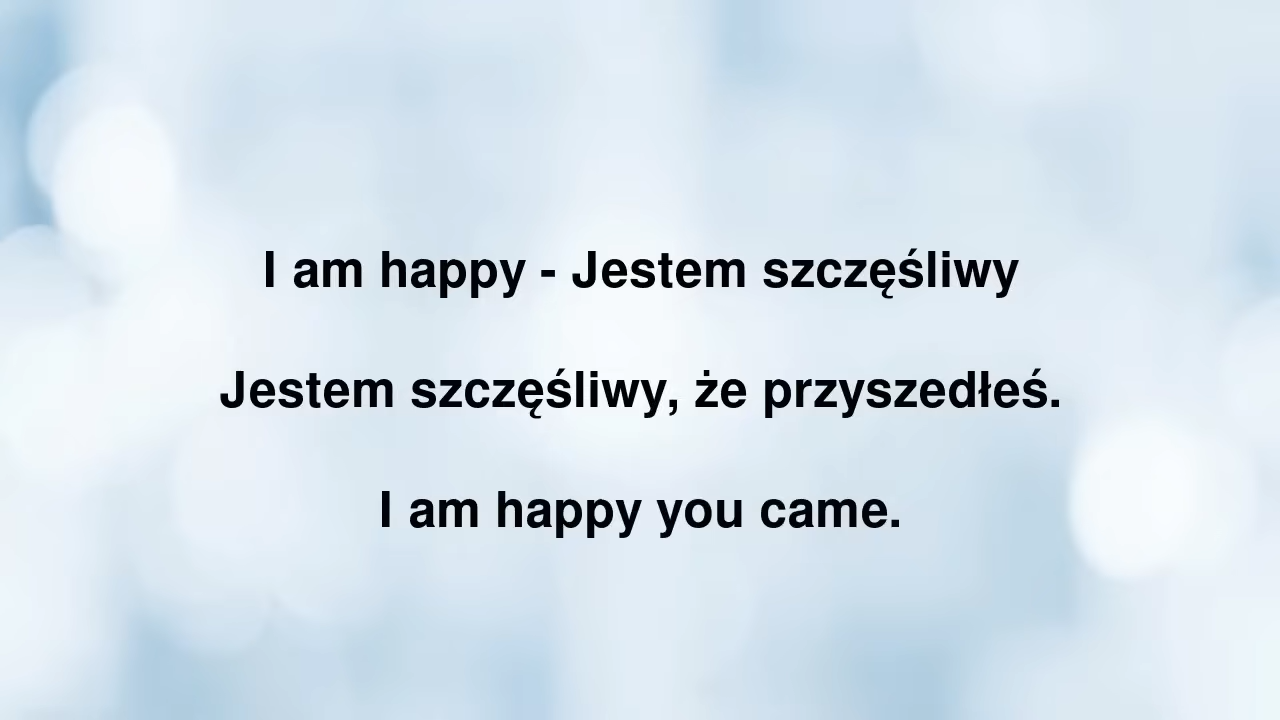 I am happy - Jestem szczęśliwy
Jestem szczęśliwy, że przyszedłeś.
I am happy you came.